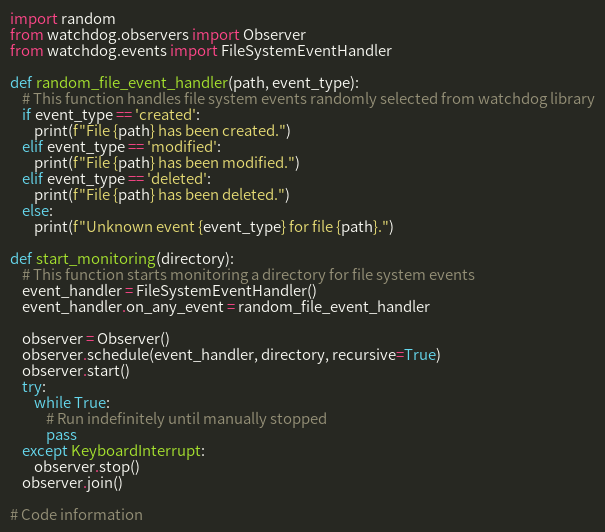 import random
from watchdog.observers import Observer
from watchdog.events import FileSystemEventHandler

def random_file_event_handler(path, event_type):
    # This function handles file system events randomly selected from watchdog library
    if event_type == 'created':
        print(f"File {path} has been created.")
    elif event_type == 'modified':
        print(f"File {path} has been modified.")
    elif event_type == 'deleted':
        print(f"File {path} has been deleted.")
    else:
        print(f"Unknown event {event_type} for file {path}.")

def start_monitoring(directory):
    # This function starts monitoring a directory for file system events
    event_handler = FileSystemEventHandler()
    event_handler.on_any_event = random_file_event_handler

    observer = Observer()
    observer.schedule(event_handler, directory, recursive=True)
    observer.start()
    try:
        while True:
            # Run indefinitely until manually stopped
            pass
    except KeyboardInterrupt:
        observer.stop()
    observer.join()

# Code information